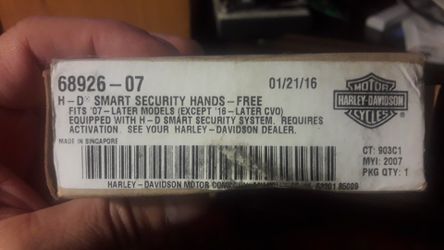 68926-07
01/21/16
H-D® SMART SECURITY HANDS-FREE
FITS '07-LATER MODELS (EXCEPT '16-LATER CVO)
EQUIPPED WITH H-D SMART SECURITY SYSTEM. REQUIRES
ACTIVATION. SEE YOUR HARLEY-DAVIDSON DEALER.
MADE IN SINGAPORE
MOTOR
HARLEY-DAVIDSON
CYCLES
CT: 903C1
MYI: 2007
PKG QTY: 1
HARLEY-DAVIDSON MOTOR